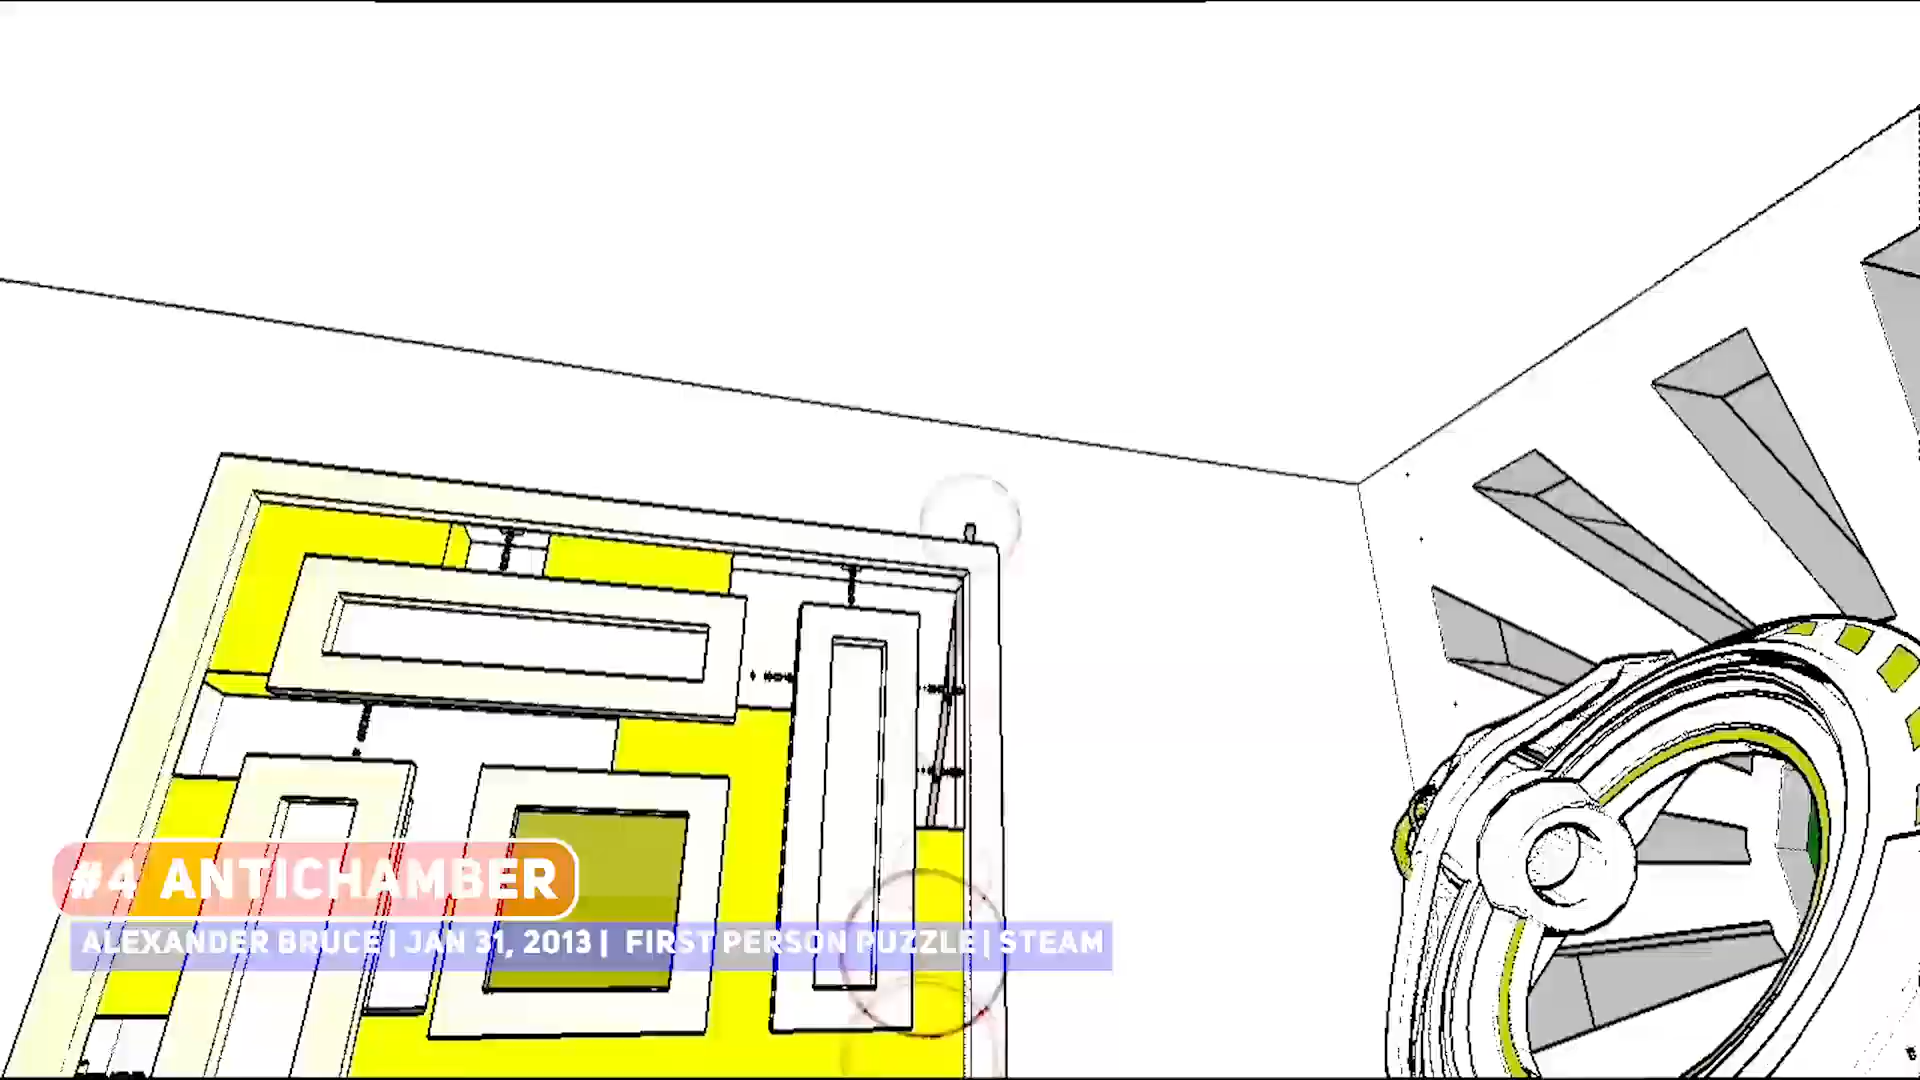 #4 ANTICHAMBER
ALEXANDER BRUCE | JAN 31, 2013 | FIRST PERSON PUZZLE | STEAM